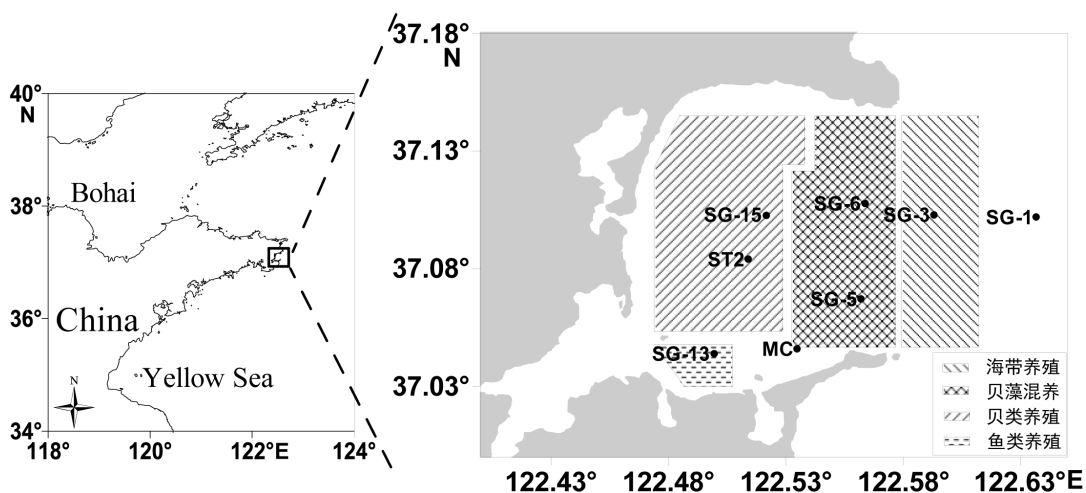 40°
N
38°
36°
34°
118°
120°
122°E
124°
Bohai
China
Yellow Sea
N
37.18°
N
37.13°
37.08°
37.03°
122.43°
122.48°
122.53°
122.58°
122.63°E
SG-15
SG-6
SG-3
SG-1
ST2
SG-5
MC
SG-13
海带养殖
贝藻混养
贝类养殖
鱼类养殖